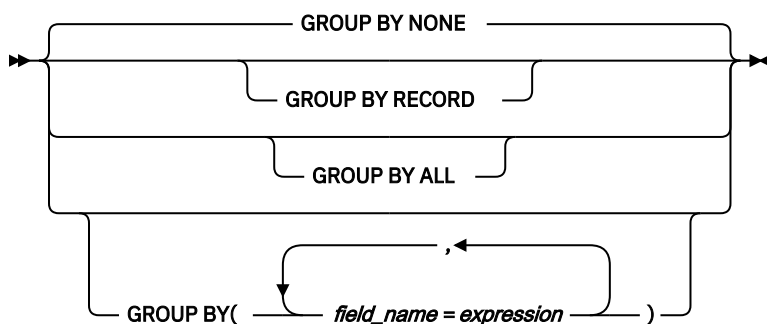 GROUP BY NONE
GROUP BY RECORD
GROUP BY ALL
,
GROUP BY( field_name = expression )